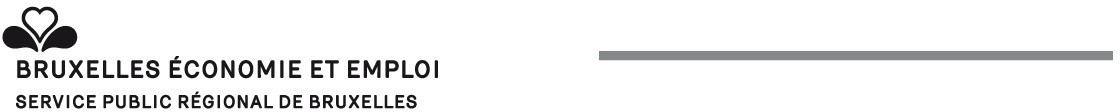 BRUXELLES ÉCONOMIE ET EMPLOI
SERVICE PUBLIC RÉGIONAL DE BRUXELLES